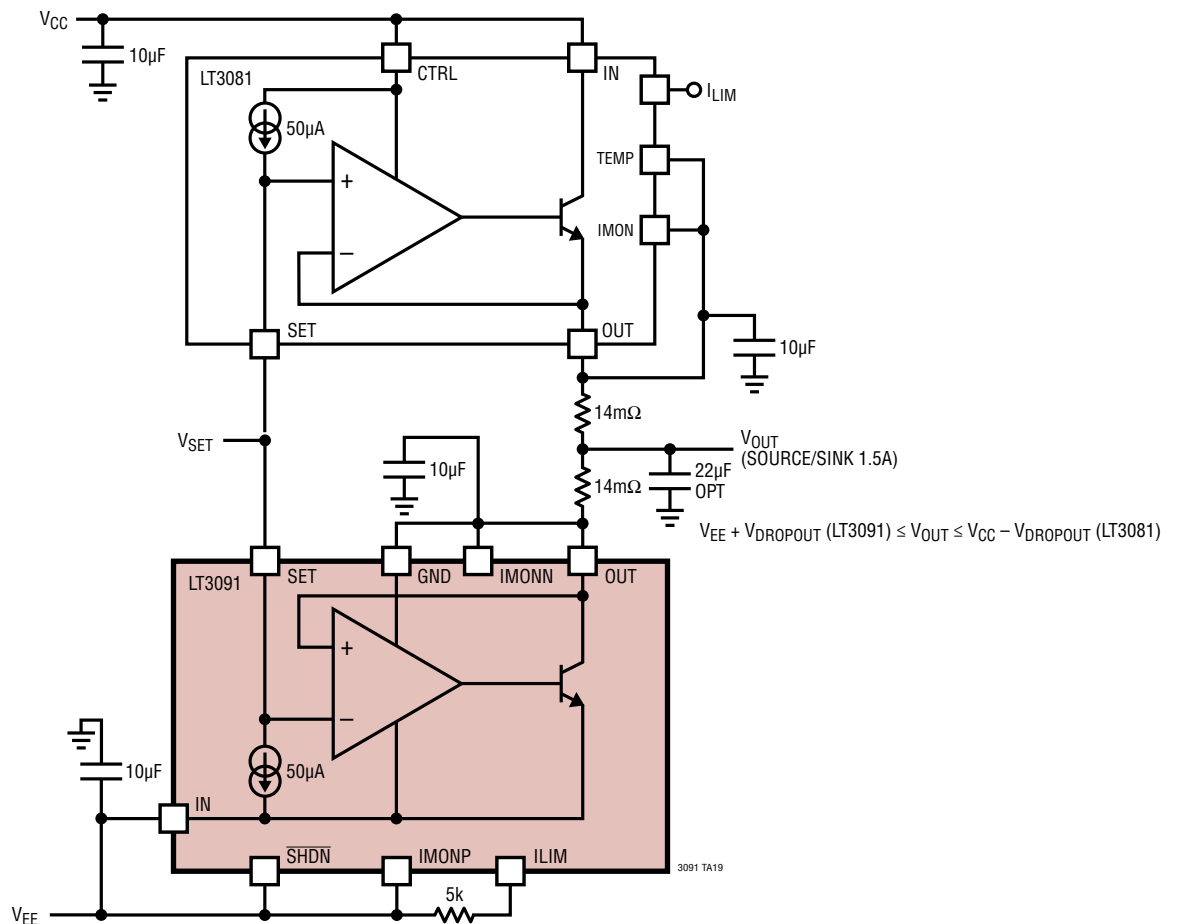 VCC
10µF
LT3081
CTRL
IN
ILIM
50µA
TEMP
+
IMON
–
SET
OUT
10µF
14mΩ
VSET
VOUT
(SOURCE/SINK 1.5A)
10µF
14mΩ
22µF
OPT
VEE + VDROPOUT (LT3091) ≤ VOUT ≤ VCC – VDROPOUT (LT3081)
LT3091
SET
GND
IMONN
OUT
+
–
50µA
10µF
IN
SHDN
IMONP
ILIM
3091 TA19
5k
VEE